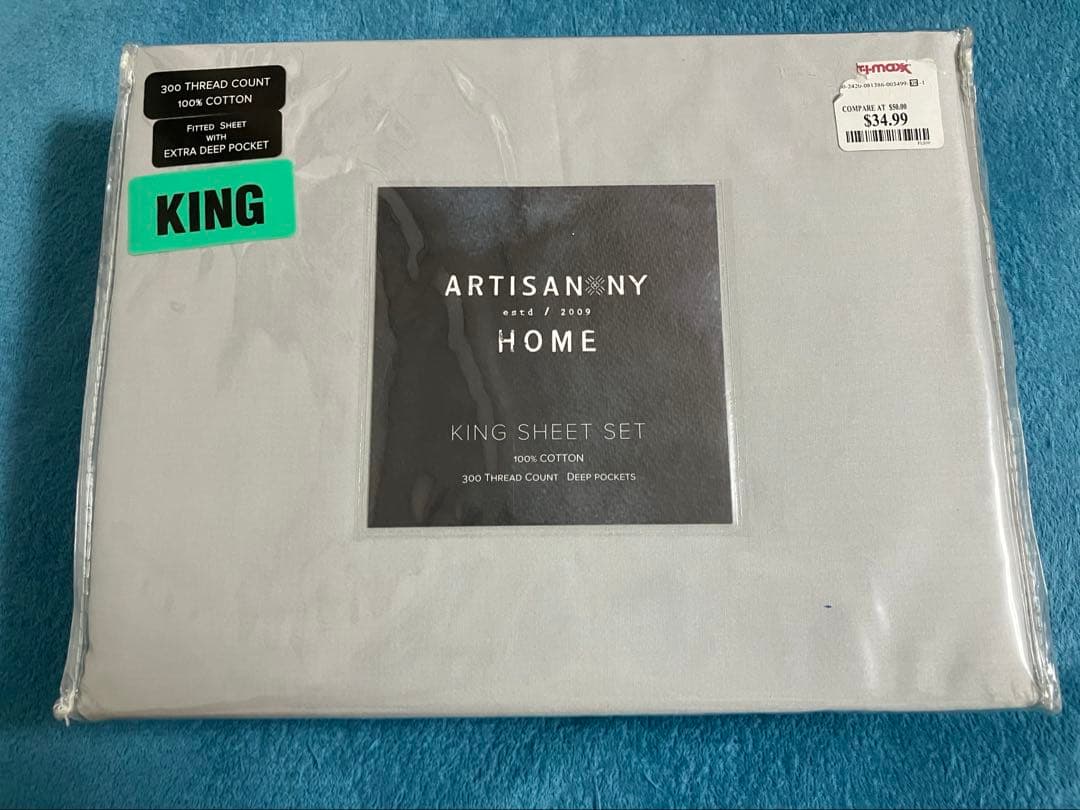 300 THREAD COUNT
100% COTTON
FITTED SHEET
WITH
EXTRA DEEP POCKET
KING
COMPARE AT $50.00
$34.99
ARTISAN NY
estd / 2009
HOME
KING SHEET SET
100% COTTON
300 THREAD COUNT DEEP POCKETS